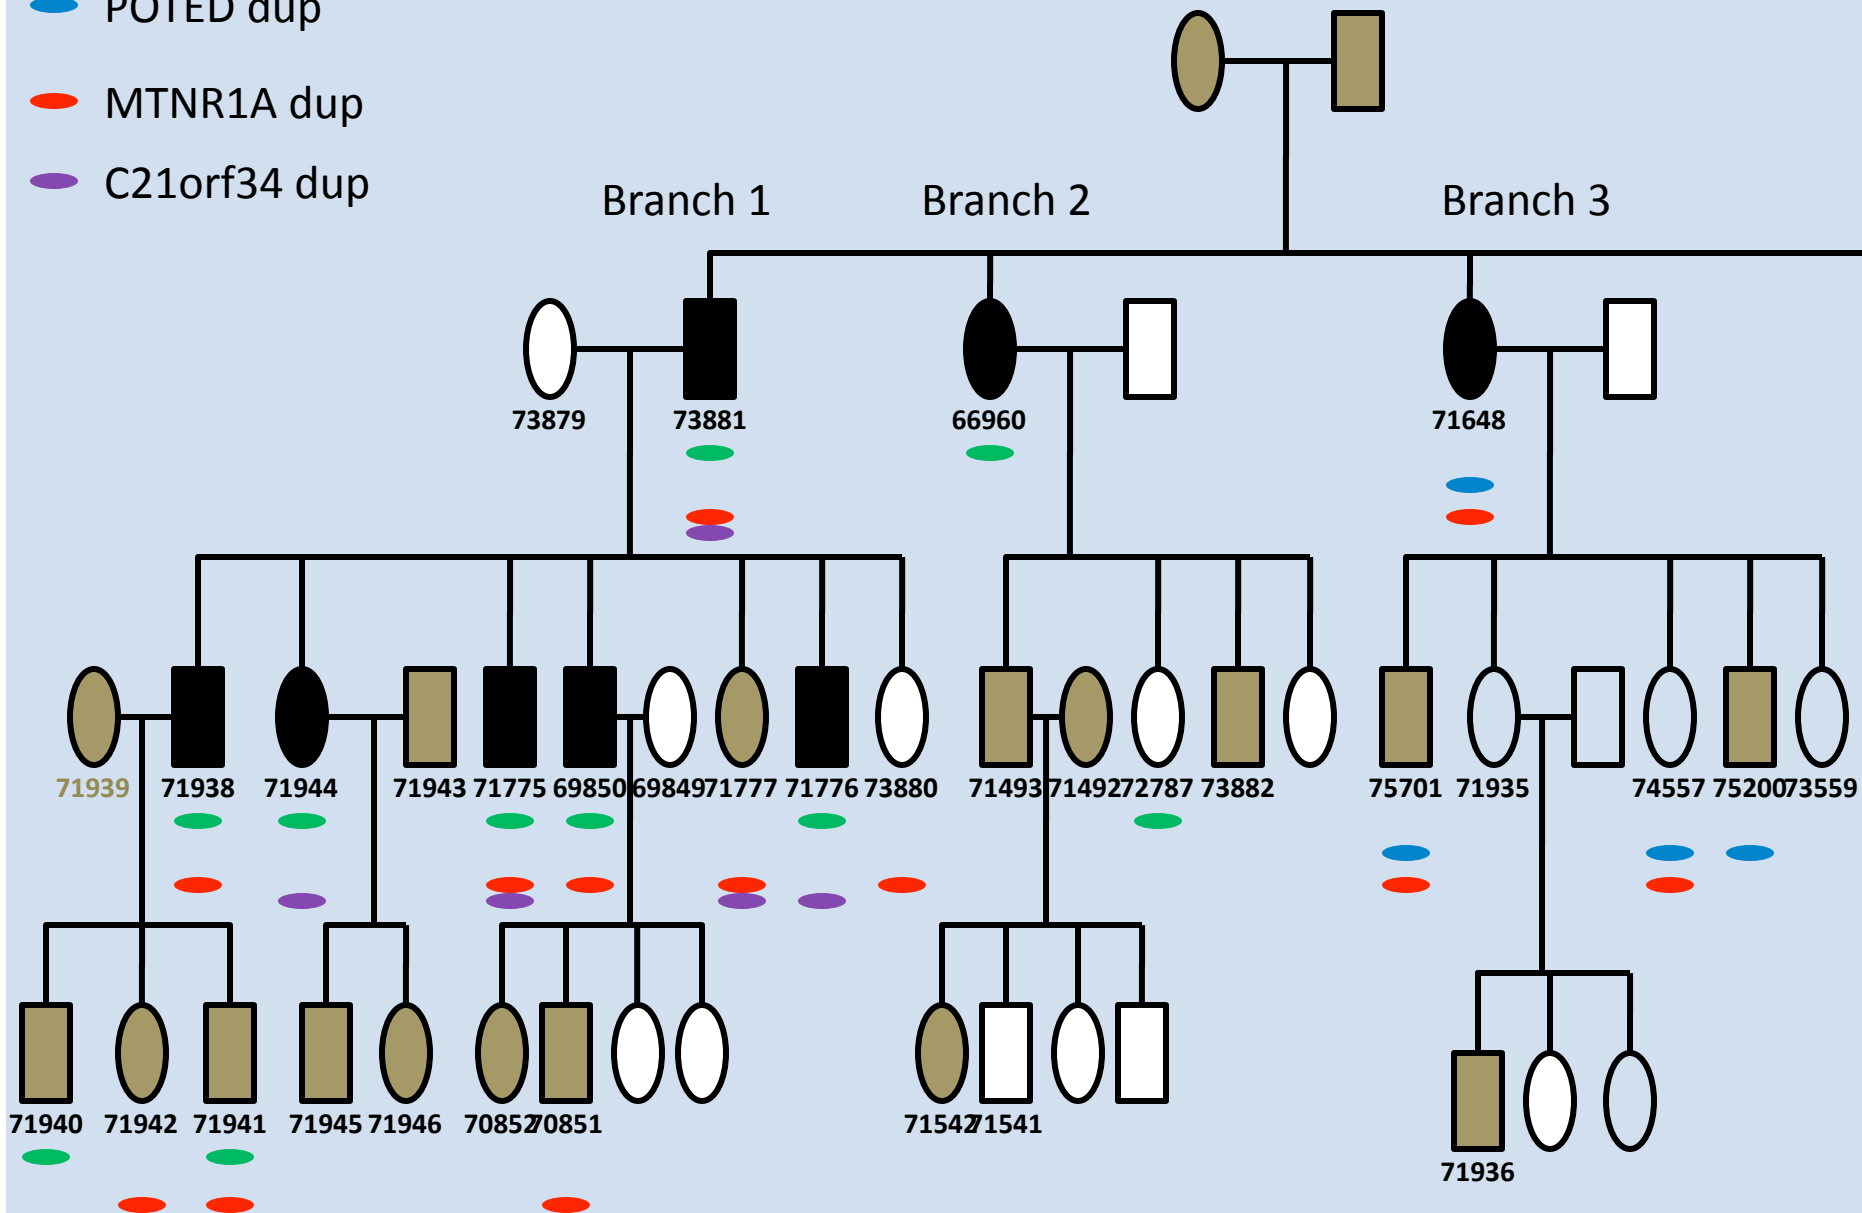 POTED dup
MTNR1A dup
C21orf34 dup
Branch 1 Branch 2 Branch 3
73879 73881 66960 71648
71939 71938 71944 71943 71775 69850 69849 71777 71776 73880 71493 71492 72787 73882 75701 71935 74557 75200 73559
71940 71942 71941 71945 71946 70852 70851 71542 71541
71936